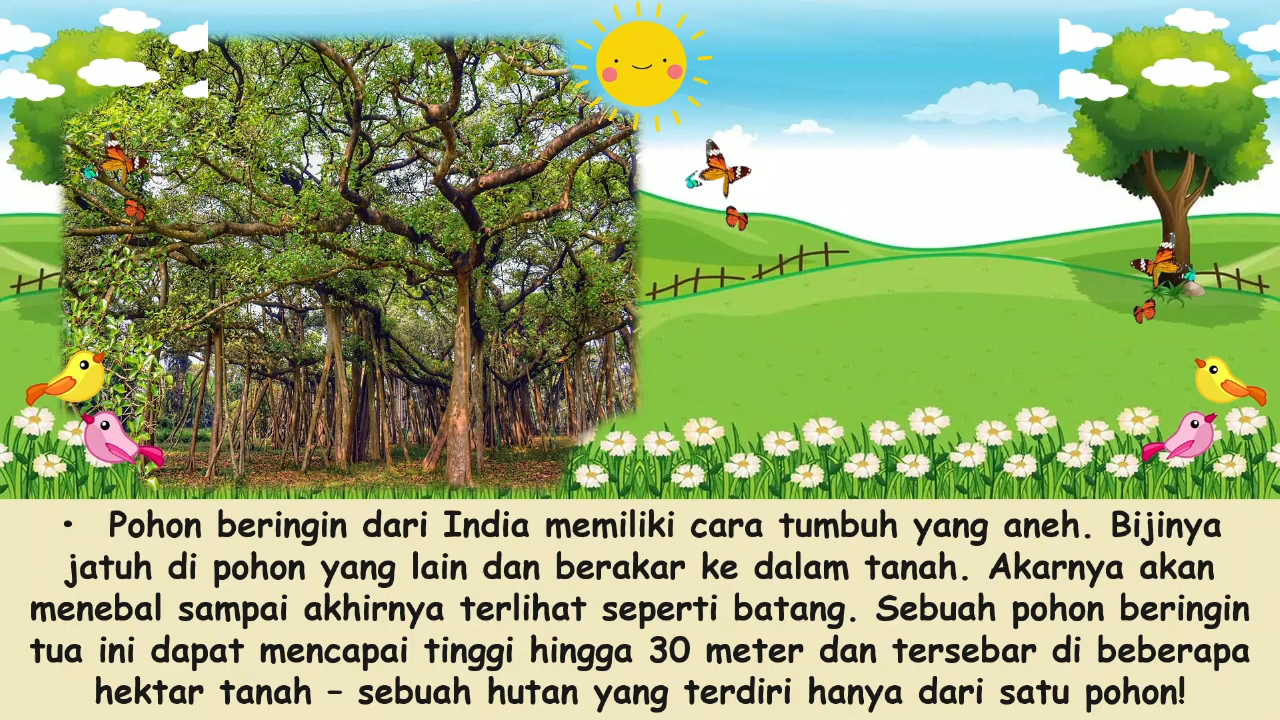 • Pohon beringin dari India memiliki cara tumbuh yang aneh. Bijinya
jatuh di pohon yang lain dan berakar ke dalam tanah. Akarnya akan
menebal sampai akhirnya terlihat seperti batang. Sebuah pohon beringin
tua ini dapat mencapai tinggi hingga 30 meter dan tersebar di beberapa
hektar tanah – sebuah hutan yang terdiri hanya dari satu pohon!